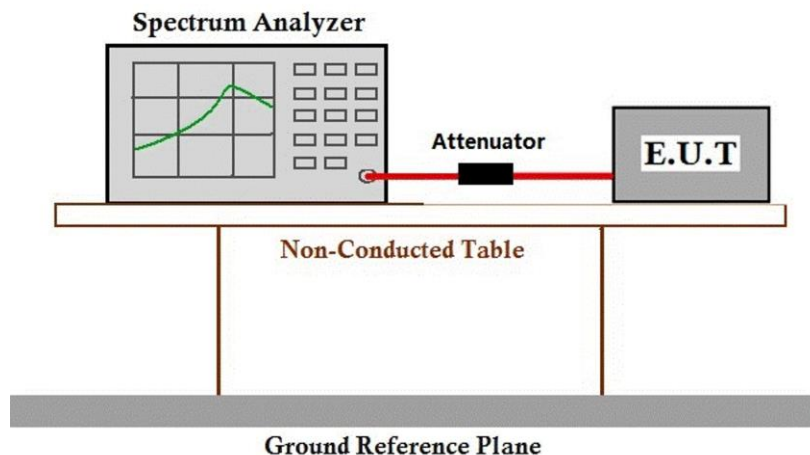 Spectrum Analyzer
Attenuator
E.U.T
Non-Conducted Table
Ground Reference Plane